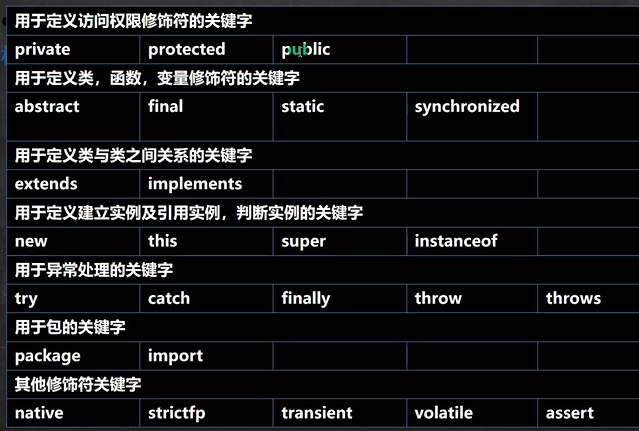 用于定义访问权限修饰符的关键字
private protected public
用于定义类，函数，变量修饰符的关键字
abstract final static synchronized
用于定义类与类之间关系的关键字
extends implements
用于定义建立实例及引用实例，判断实例的关键字
new this super instanceof
用于异常处理的关键字
try catch finally throw throws
用于包的关键字
package import
其他修饰符关键字
native strictfp transient volatile assert